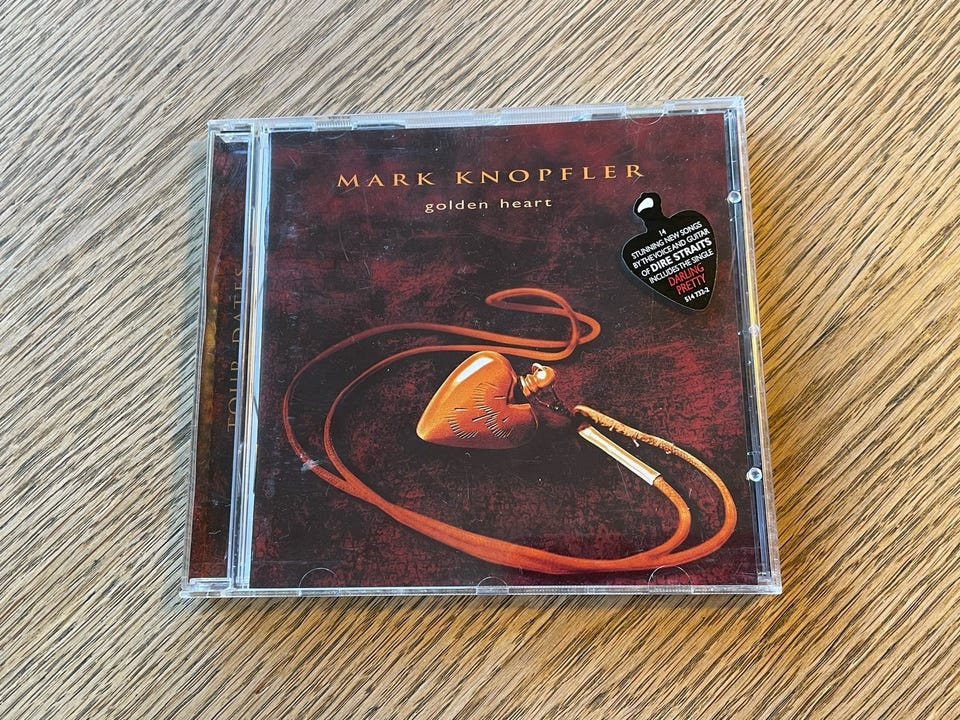 MARK KNOPFLER
golden heart
14
STUNNING NEW SONGS
BY THE VOICE AND GUITAR
OF DIRE STRAITS
INCLUDES THE SINGLE
DARLING
PRETTY
514 732-2
TOUR DATES